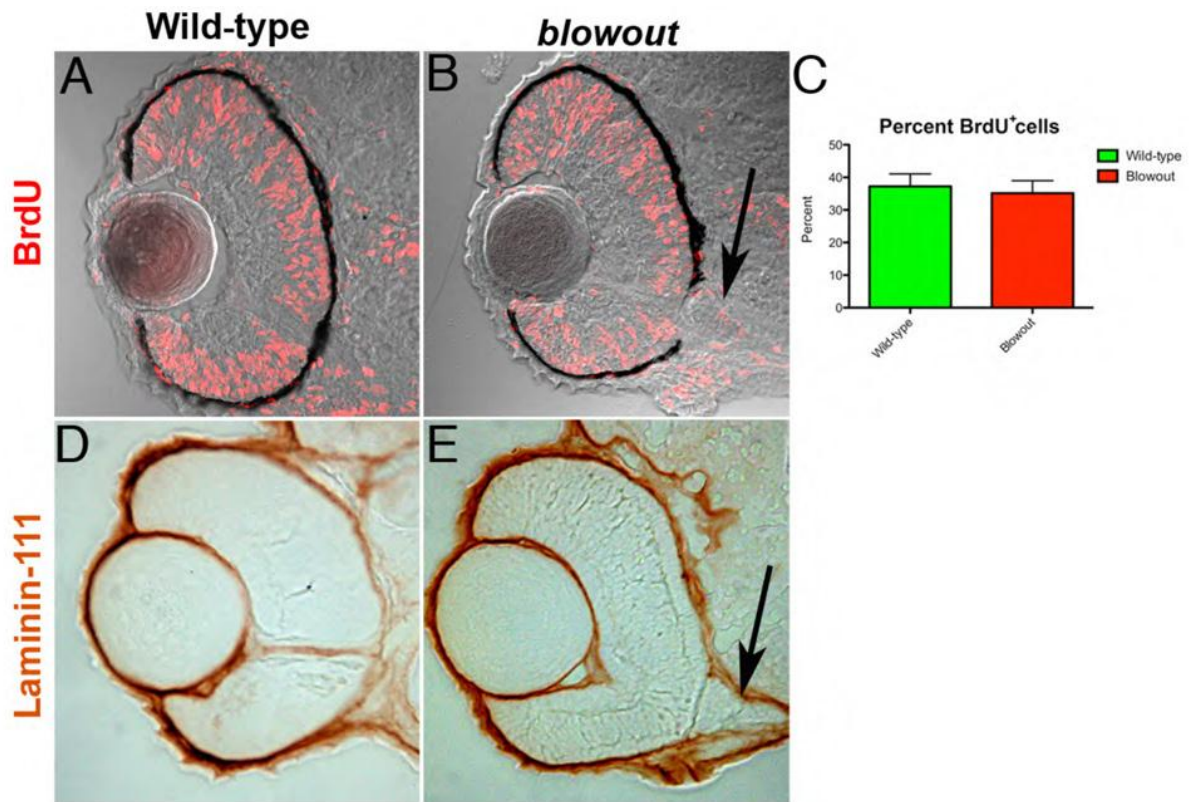 Wild-type
blowout
BrdU
A
B
C
Percent BrdU+cells
Percent
50
40
30
20
10
0
Wild-type
Blowout
Wild-type
Blowout
Laminin-111
D
E